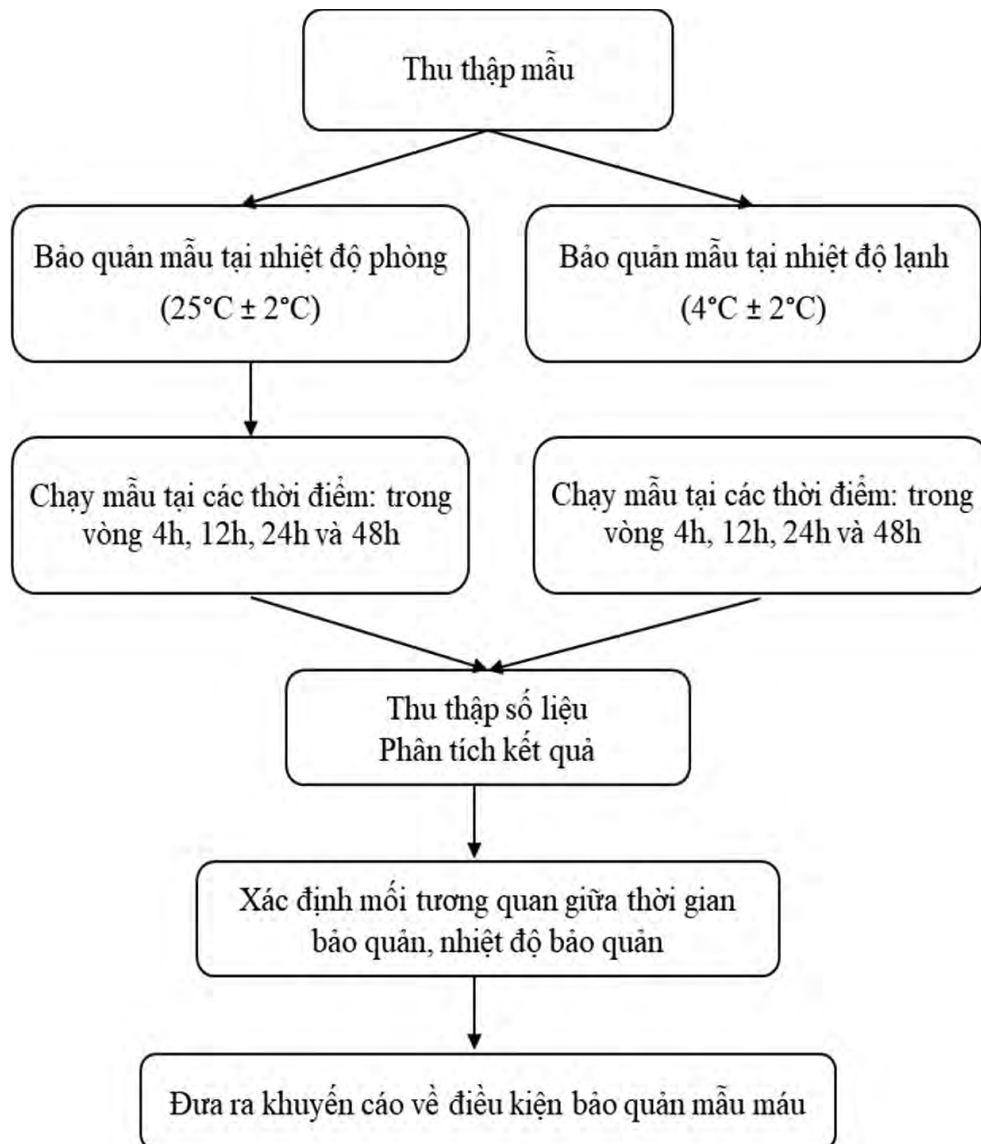 Thu thập mẫu
Bảo quản mẫu tại nhiệt độ phòng
(25°C ± 2°C)
Bảo quản mẫu tại nhiệt độ lạnh
(4°C ± 2°C)
Chạy mẫu tại các thời điểm: trong
vòng 4h, 12h, 24h và 48h
Chạy mẫu tại các thời điểm: trong
vòng 4h, 12h, 24h và 48h
Thu thập số liệu
Phân tích kết quả
Xác định mối tương quan giữa thời gian
bảo quản, nhiệt độ bảo quản
Đưa ra khuyến cáo về điều kiện bảo quản mẫu máu